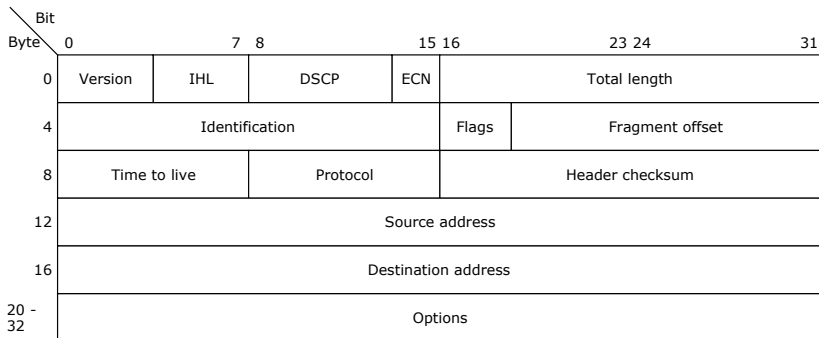 Bit
Byte 0 7 8 15 16 23 24 31
0 Version IHL DSCP ECN Total length
4 Identification Flags Fragment offset
8 Time to live Protocol Header checksum
12 Source address
16 Destination address
20 -
32 Options